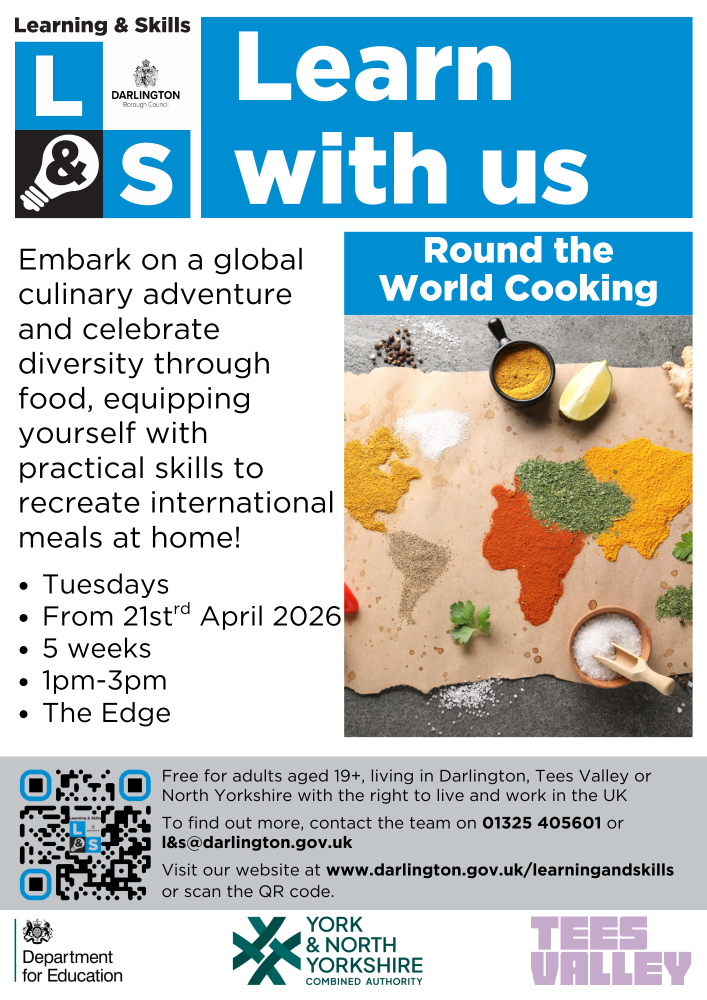 Learning & Skills
L
DARLINGTON
Borough Council
&
S
Learn
with us
Round the
World Cooking
Embark on a global
culinary adventure
and celebrate
diversity through
food, equipping
yourself with
practical skills to
recreate international
meals at home!
• Tuesdays
• From 21strd April 2026
• 5 weeks
• 1pm-3pm
• The Edge
Learning & Skills
L
& S
Free for adults aged 19+, living in Darlington, Tees Valley or
North Yorkshire with the right to live and work in the UK
To find out more, contact the team on 01325 405601 or
l&s@darlington.gov.uk
Visit our website at www.darlington.gov.uk/learningandskills
or scan the QR code.
Department
for Education
YORK
& NORTH
YORKSHIRE
COMBINED AUTHORITY
TEES
VALLEY